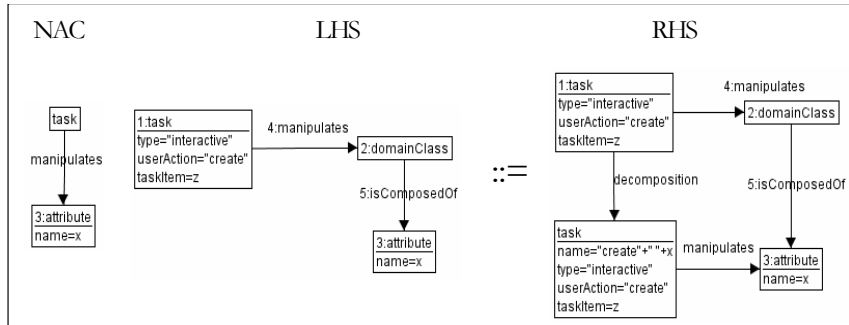 NAC
LHS
RHS
task
manipulates
3:attribute
name=x
1:task
type="interactive"
userAction="create"
taskItem=z
4:manipulates
2:domainClass
5:isComposedOf
3:attribute
name=x
::=
1:task
type="interactive"
userAction="create"
taskItem=z
4:manipulates
2:domainClass
decomposition
5:isComposedOf
task
name="create"+" "+x
type="interactive"
userAction="create"
taskItem=z
manipulates
3:attribute
name=x